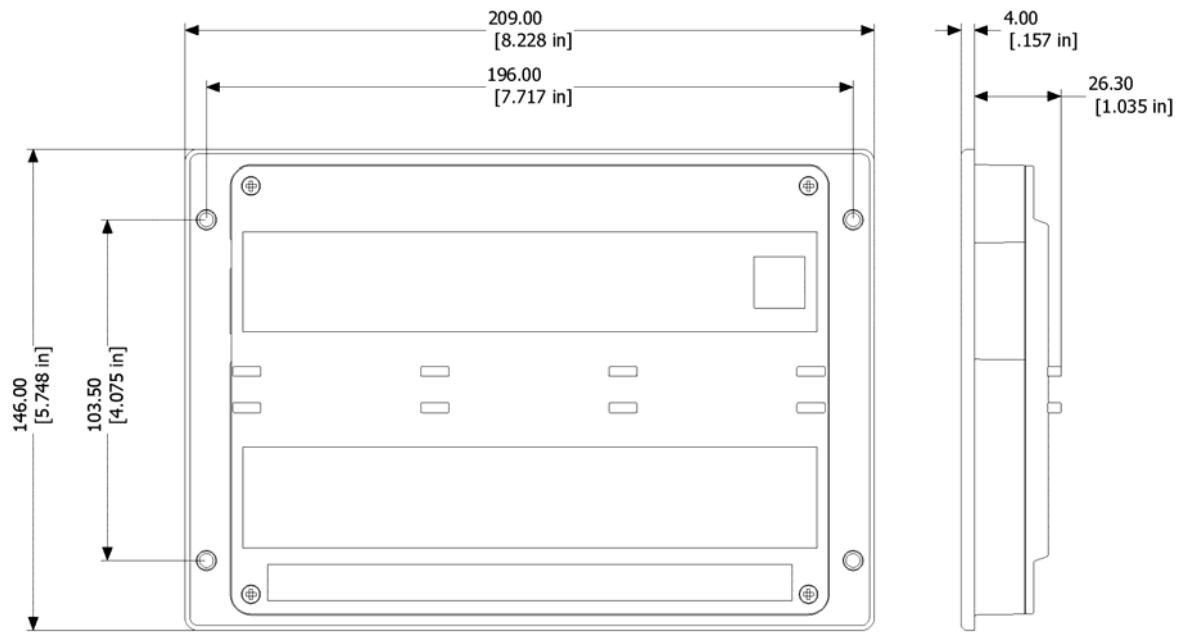 209.00
[8.228 in]
4.00
[.157 in]
196.00
[7.717 in]
26.30
[1.035 in]
146.00
[5.748 in]
103.50
[4.075 in]